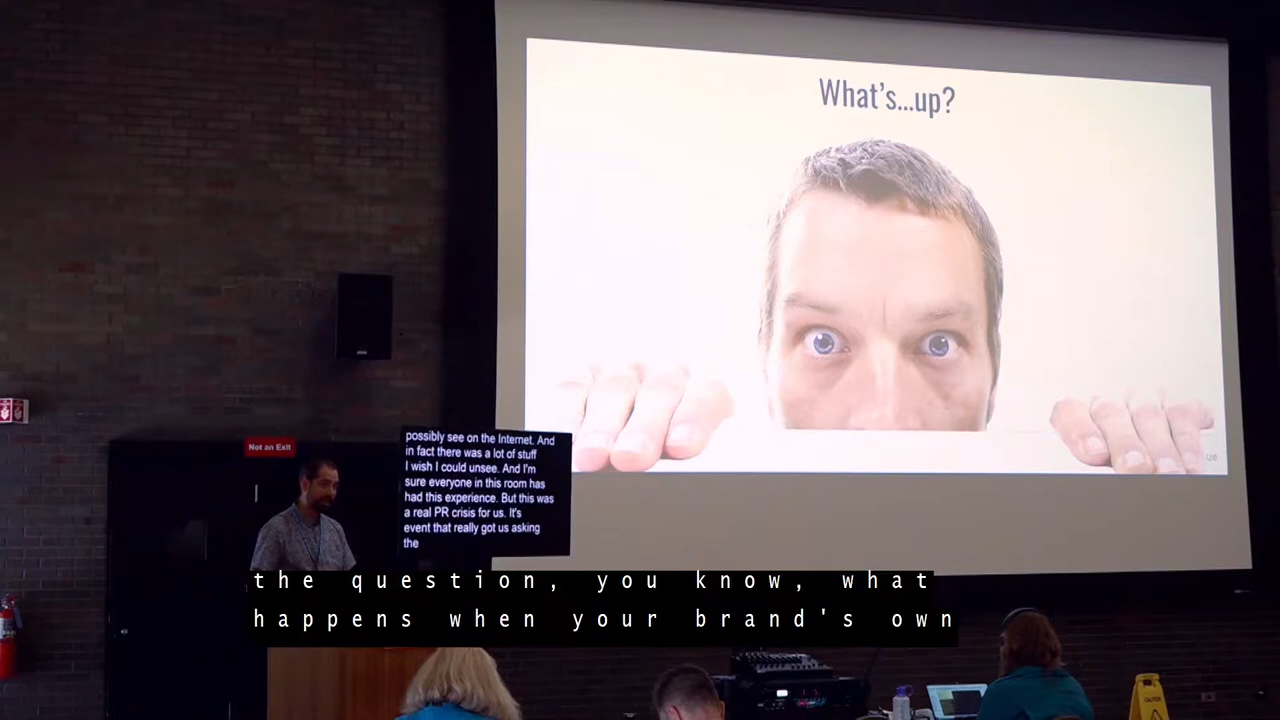 What's...up?
Not an Exit
possibly see on the Internet. And
in fact there was a lot of stuff
I wish I could unsee. And I'm
sure everyone in this room has
had this experience. But this was
a real PR crisis for us. It's
event that really got us asking
the
ue
the question, you know, what
happens when your brand's own
CAUTION